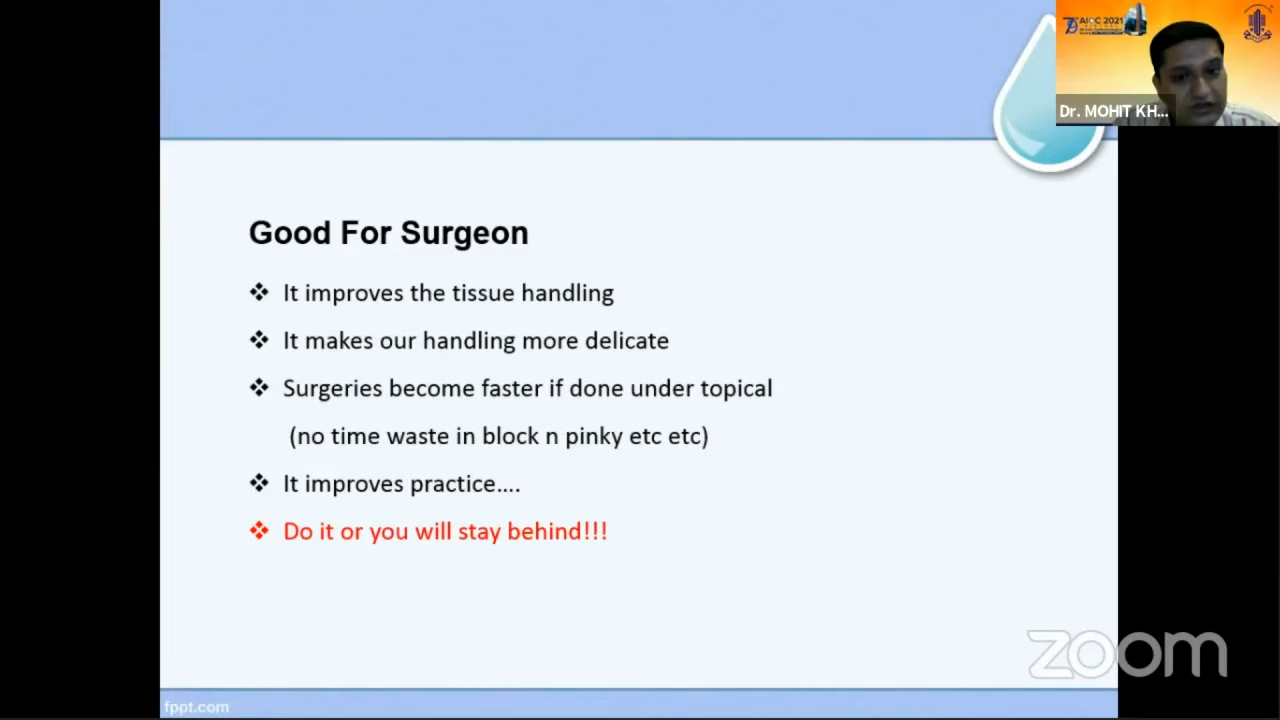 AIOC 2021
Dr. MOHIT KH...
Good For Surgeon
❖ It improves the tissue handling
❖ It makes our handling more delicate
❖ Surgeries become faster if done under topical
(no time waste in block n pinky etc etc)
❖ It improves practice....
❖ Do it or you will stay behind!!!
zoom
fppt.com